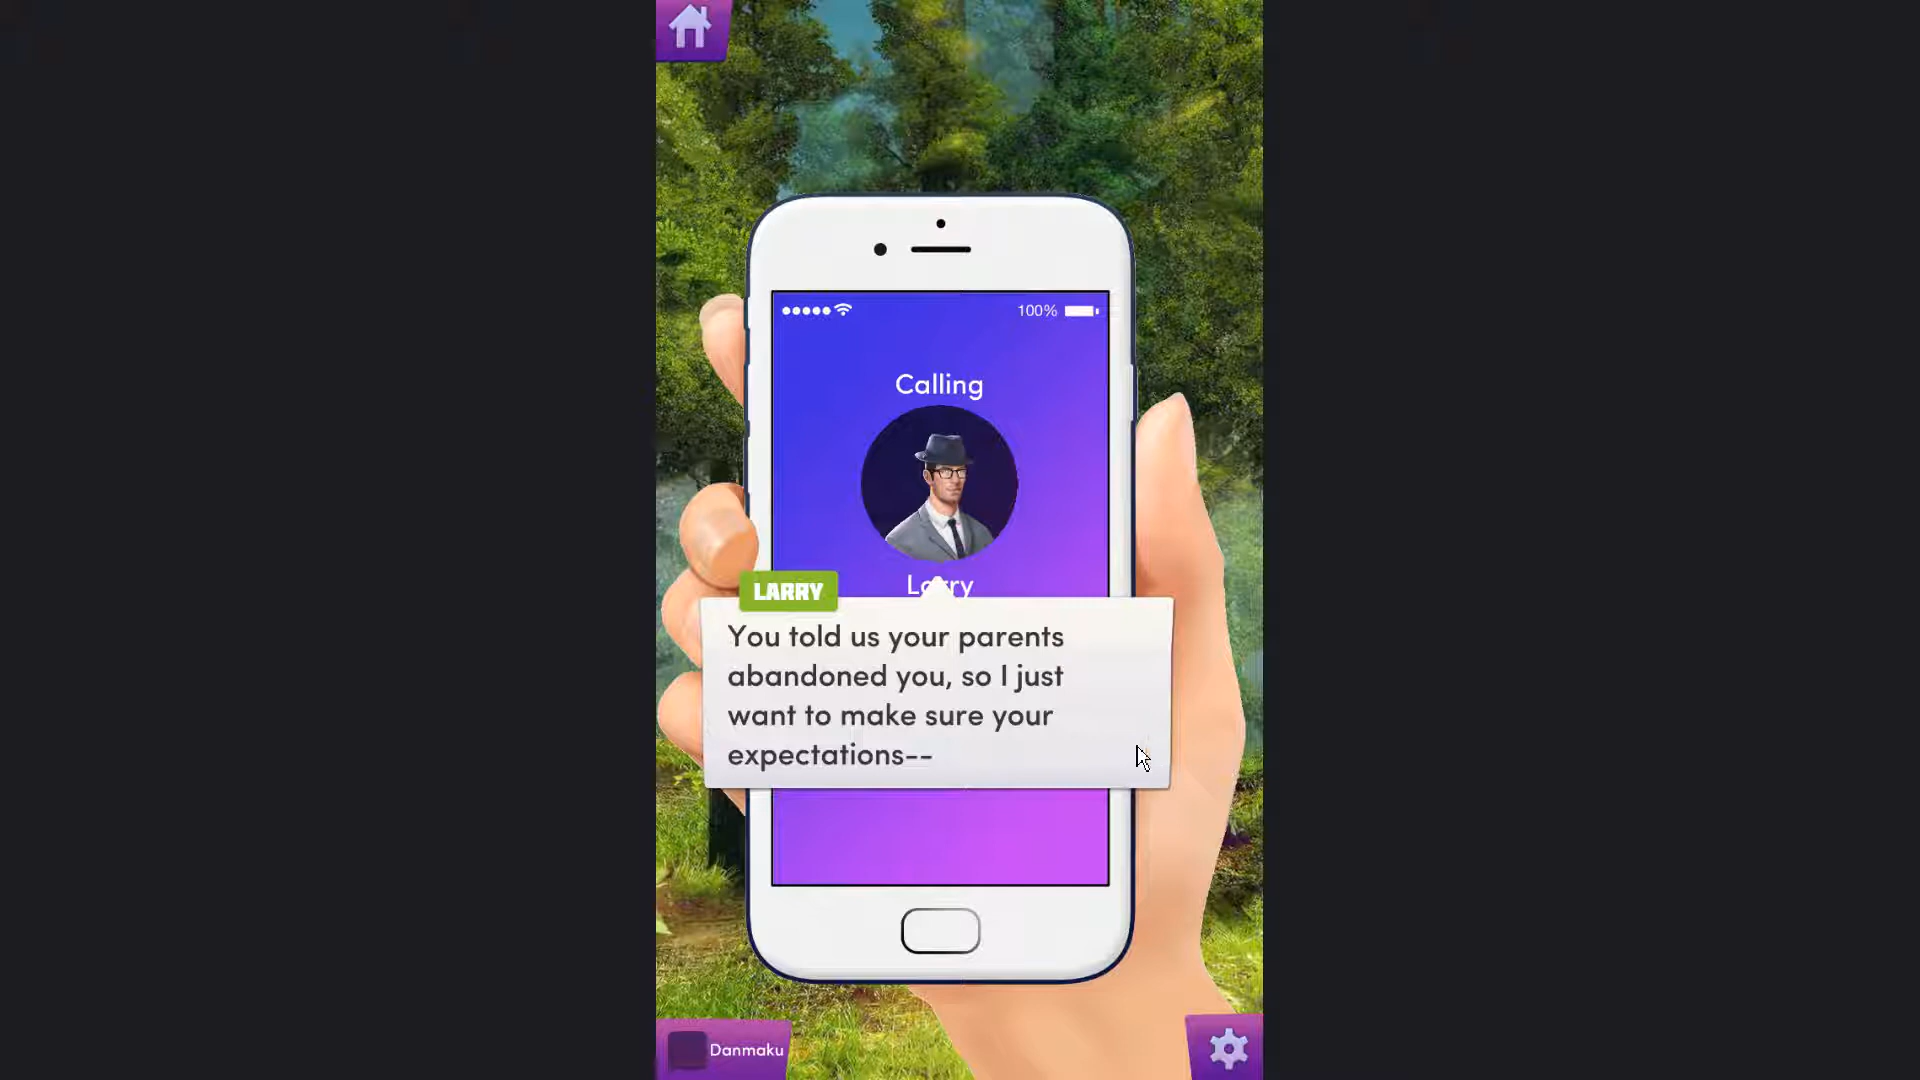 100%
Calling
Larry
LARRY
You told us your parents
abandoned you, so I just
want to make sure your
expectations--
Danmaku